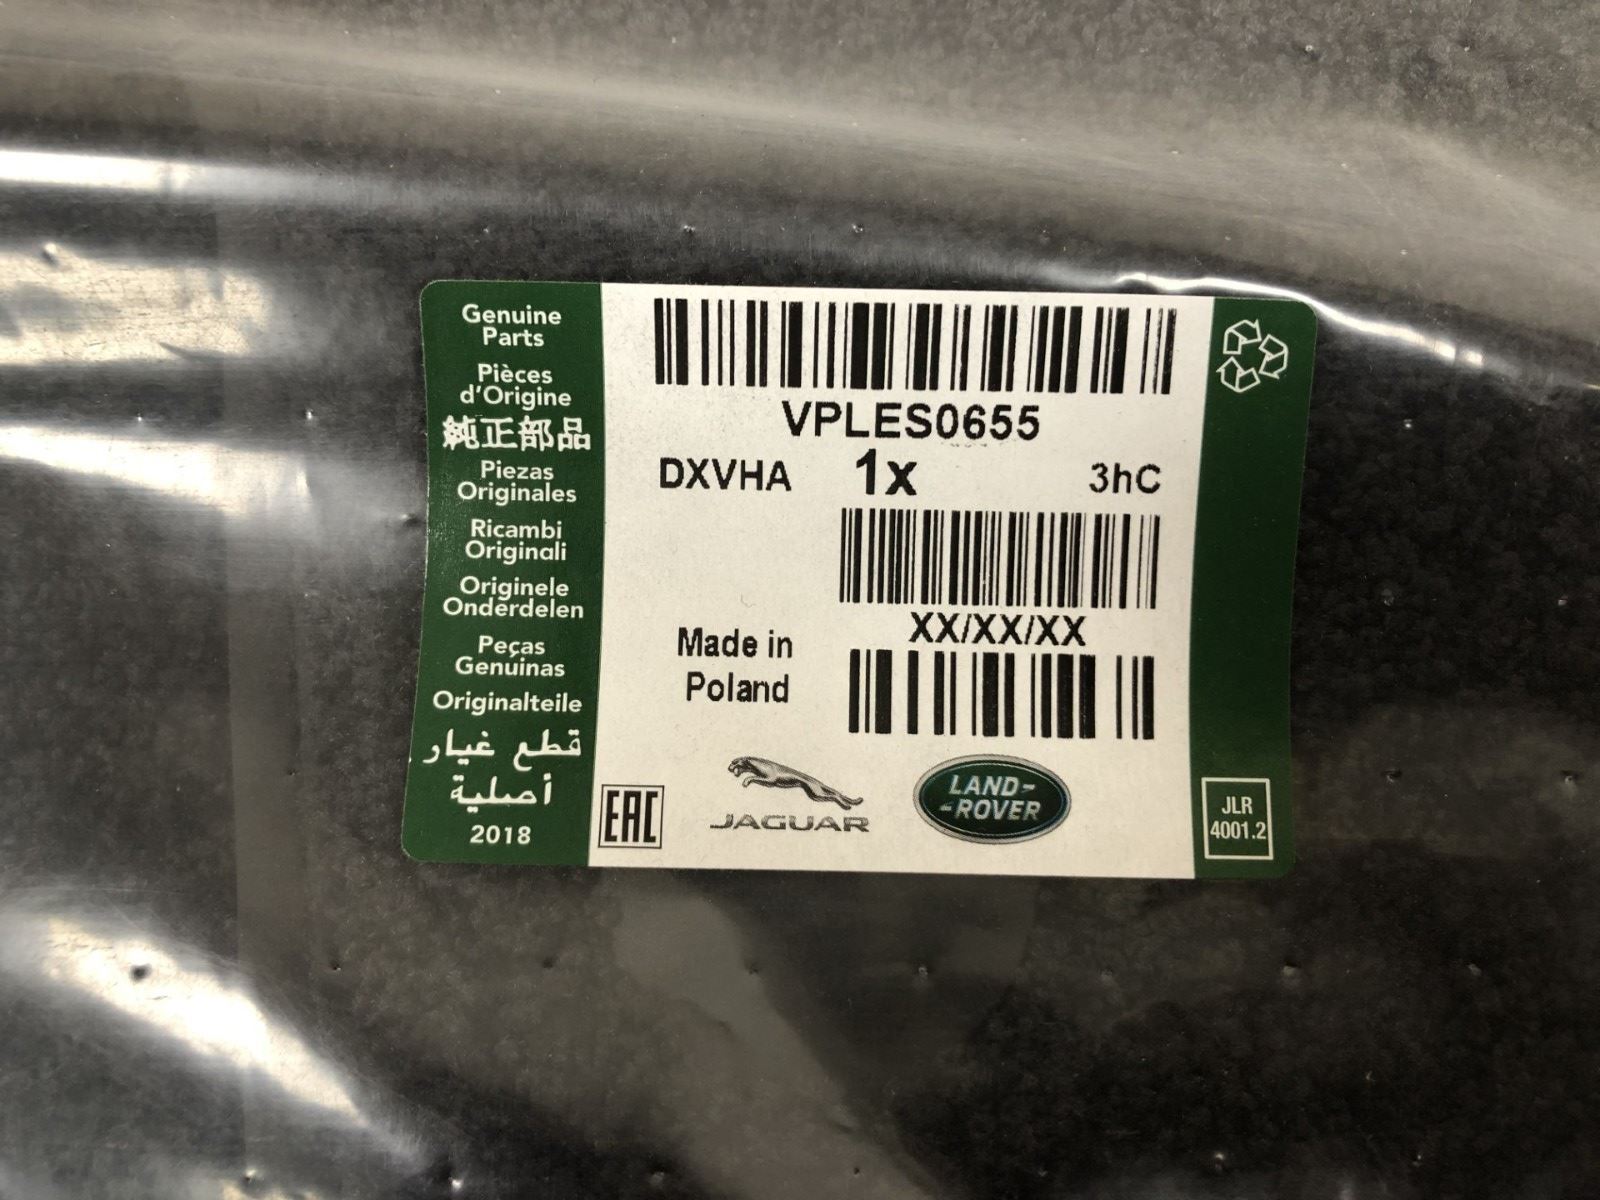 Genuine
Parts
Pièces
d'Origine
純正部品
Piezas
Originales
Ricambi
Originali
Originele
Onderdelen
Peças
Genuinas
Originalteile
قطع غيار
أصلية
2018
VPLES0655
DXVHA 1x 3hC
XX/XX/XX
Made in
Poland
EAC
JAGUAR
LAND-
-ROVER
JLR
4001.2